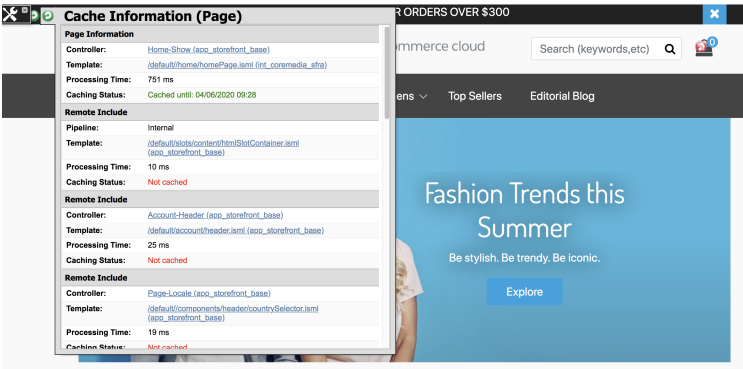 Cache Information (Page)
R ORDERS OVER $300
Page Information
Controller: Home-Show (app_storefront_base)
Template: /default//home/homePage.isml (int_coremedia_sfra)
Processing Time: 751 ms
Caching Status: Cached until: 04/06/2020 09:28
Remote Include
Pipeline: Internal
Template: /default/slots/content/htmlSlotContainer.isml
(app_storefront_base)
Processing Time: 10 ms
Caching Status: Not cached
Remote Include
Controller: Account-Header (app_storefront_base)
Template: /default/account/header.isml (app_storefront_base)
Processing Time: 25 ms
Caching Status: Not cached
Remote Include
Controller: Page-Locale (app_storefront_base)
Template: /default//components/header/countrySelector.isml
(app_storefront_base)
Processing Time: 19 ms
Caching Status: Not cached
ommerce cloud
Search (keywords,etc)
0
ens
Top Sellers
Editorial Blog
Fashion Trends this
Summer
Be stylish. Be trendy. Be iconic.
Explore